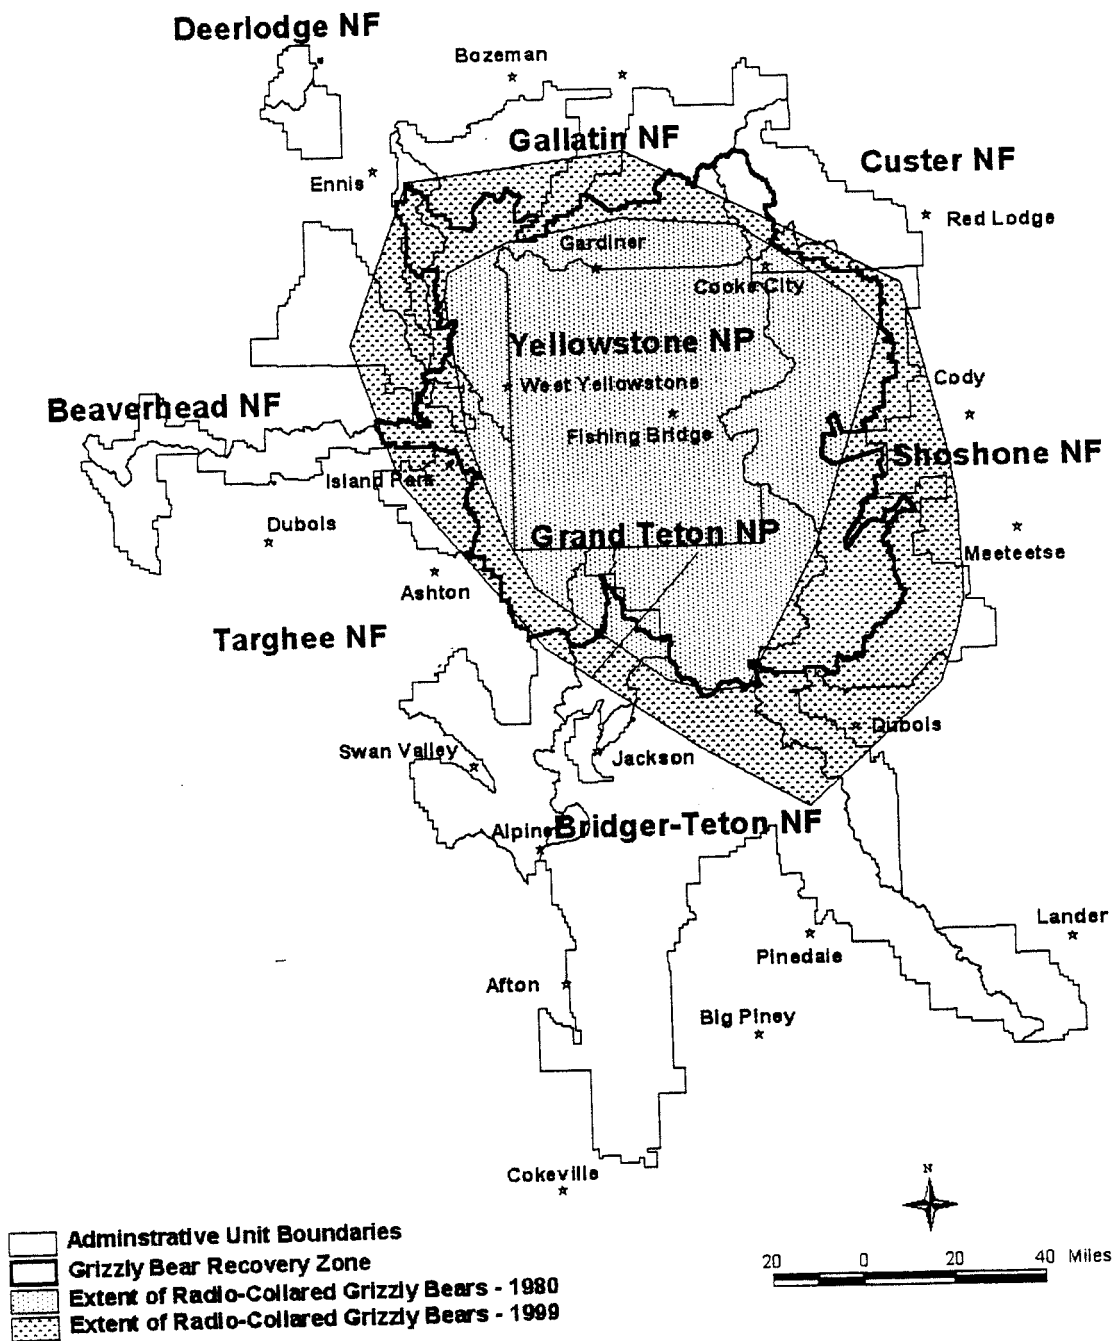 Deerlodge NF
Bozeman
Gallatin NF
Custer NF
Ennis
Red Lodge
Gardiner
Cooke City
Yellowstone NP
West Yellowstone
Cody
Beaverhead NF
Fishing Bridge
Shoshone NF
Island Park
Dubois
Grand Teton NP
Meeteetse
Ashton
Targhee NF
Dubois
Swan Valley
Jackson
Alpine
Bridger-Teton NF
Lander
Pinedale
Afton
Big Piney
Cokeville
N
Adminstrative Unit Boundaries
Grizzly Bear Recovery Zone
Extent of Radio-Collared Grizzly Bears - 1980
Extent of Radio-Collared Grizzly Bears - 1999
20 0 20 40 Miles